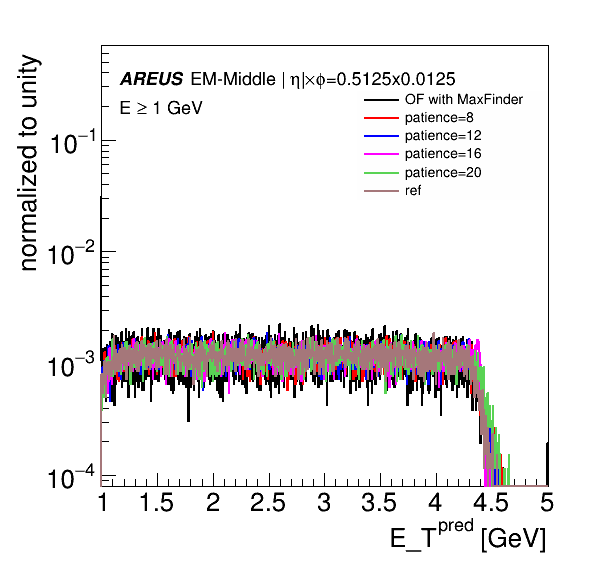 normalized to unity
AREUS EM-Middle | η|×φ=0.5125x0.0125
E ≥ 1 GeV
OF with MaxFinder
patience=8
patience=12
patience=16
patience=20
ref
10⁻¹
10⁻²
10⁻³
10⁻⁴
1 1.5 2 2.5 3 3.5 4 4.5 5
E_T^pred [GeV]